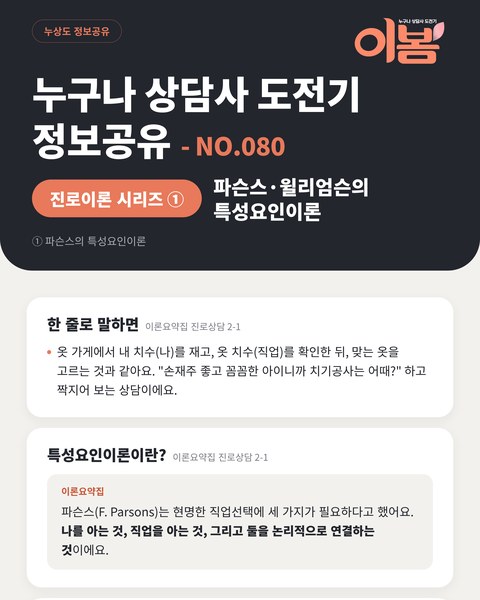 누상도 정보공유
누구나 상담사 도전기
이봄
누구나 상담사 도전기
정보공유 - NO.080
진로이론 시리즈 ①
파슨스·윌리엄슨의
특성요인이론
① 파슨스의 특성요인이론
한 줄로 말하면 이론요약집 진로상담 2-1
• 옷 가게에서 내 치수(나)를 재고, 옷 치수(직업)를 확인한 뒤, 맞는 옷을
고르는 것과 같아요. "손재주 좋고 꼼꼼한 아이니까 치기공사는 어때?" 하고
짝지어 보는 상담이에요.
특성요인이론이란? 이론요약집 진로상담 2-1
이론요약집
파슨스(F. Parsons)는 현명한 직업선택에 세 가지가 필요하다고 했어요.
나를 아는 것, 직업을 아는 것, 그리고 둘을 논리적으로 연결하는
것이에요.